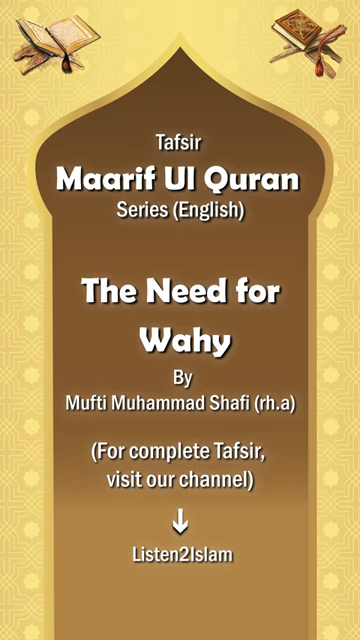 Tafsir
Maarif Ul Quran
Series (English)
The Need for
Wahy
By
Mufti Muhammad Shafi (rh.a)
(For complete Tafsir,
visit our channel)
Listen2Islam